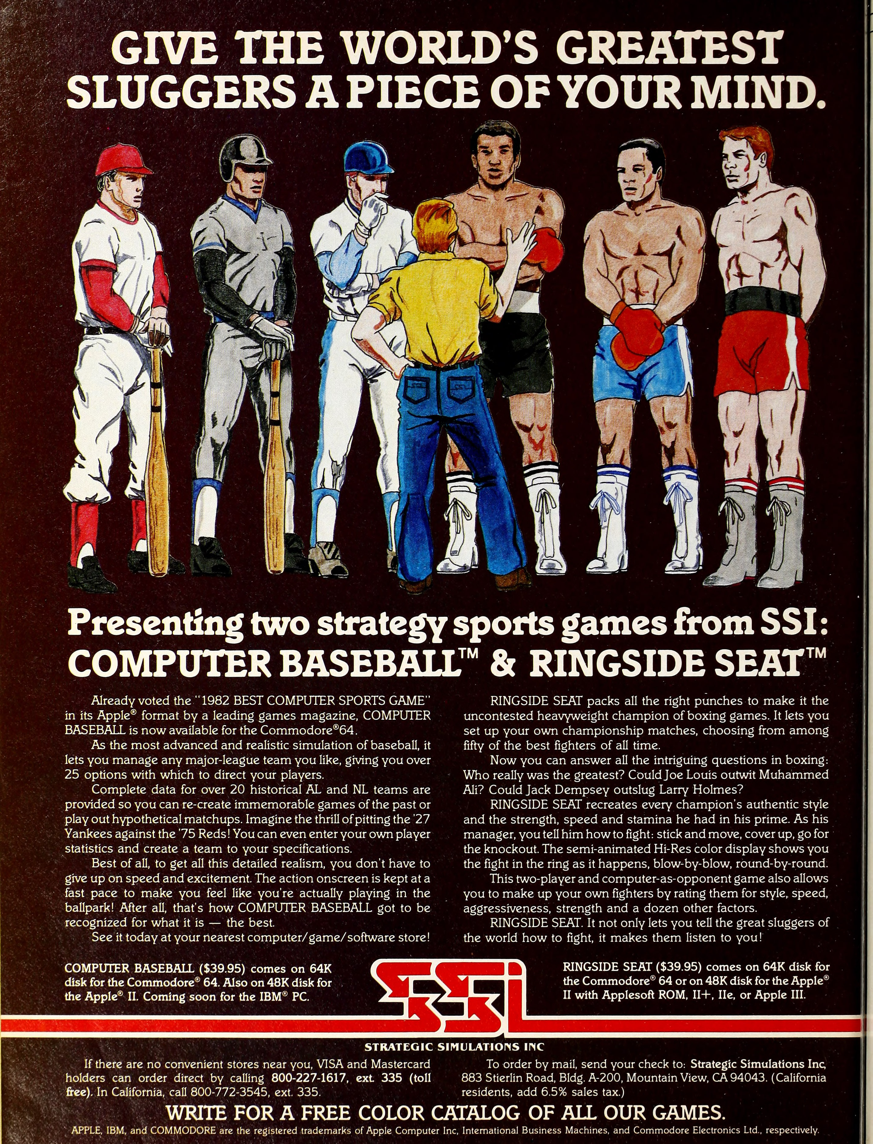 GIVE THE WORLD'S GREATEST
SLUGGERS A PIECE OF YOUR MIND.
Presenting two strategy sports games from SSI:
COMPUTER BASEBALL™ & RINGSIDE SEAT™
Already voted the "1982 BEST COMPUTER SPORTS GAME"
in its Apple® format by a leading games magazine, COMPUTER
BASEBALL is now available for the Commodore®64.
As the most advanced and realistic simulation of baseball, it
lets you manage any major-league team you like, giving you over
25 options with which to direct your players.
Complete data for over 20 historical AL and NL teams are
provided so you can re-create immemorable games of the past or
play out hypothetical matchups. Imagine the thrill of pitting the '27
Yankees against the '75 Reds! You can even enter your own player
statistics and create a team to your specifications.
Best of all, to get all this detailed realism, you don't have to
give up on speed and excitement. The action onscreen is kept at a
fast pace to make you feel like you're actually playing in the
ballpark! After all, that's how COMPUTER BASEBALL got to be
recognized for what it is — the best.
See it today at your nearest computer/game/software store!
RINGSIDE SEAT packs all the right punches to make it the
uncontested heavyweight champion of boxing games. It lets you
set up your own championship matches, choosing from among
fifty of the best fighters of all time.
Now you can answer all the intriguing questions in boxing:
Who really was the greatest? Could Joe Louis outwit Muhammed
Ali? Could Jack Dempsey outslug Larry Holmes?
RINGSIDE SEAT recreates every champion's authentic style
and the strength, speed and stamina he had in his prime. As his
manager, you tell him how to fight: stick and move, cover up, go for
the knockout. The semi-animated Hi-Res color display shows you
the fight in the ring as it happens, blow-by-blow, round-by-round.
This two-player and computer-as-opponent game also allows
you to make up your own fighters by rating them for style, speed,
aggressiveness, strength and a dozen other factors.
RINGSIDE SEAT. It not only lets you tell the great sluggers of
the world how to fight, it makes them listen to you!
COMPUTER BASEBALL ($39.95) comes on 64K
disk for the Commodore® 64. Also on 48K disk for
the Apple® II. Coming soon for the IBM® PC.
SSI
RINGSIDE SEAT ($39.95) comes on 64K disk for
the Commodore® 64 or on 48K disk for the Apple®
II with Applesoft ROM, II+, IIe, or Apple III.
STRATEGIC SIMULATIONS INC
If there are no convenient stores near you, VISA and Mastercard
holders can order direct by calling 800-227-1617, ext. 335 (toll
free). In California, call 800-772-3545, ext. 335.
To order by mail, send your check to: Strategic Simulations Inc,
883 Stierlin Road, Bldg. A-200, Mountain View, CA 94043. (California
residents, add 6.5% sales tax.)
WRITE FOR A FREE COLOR CATALOG OF ALL OUR GAMES.
APPLE, IBM, and COMMODORE are the registered trademarks of Apple Computer Inc, International Business Machines, and Commodore Electronics Ltd., respectively.